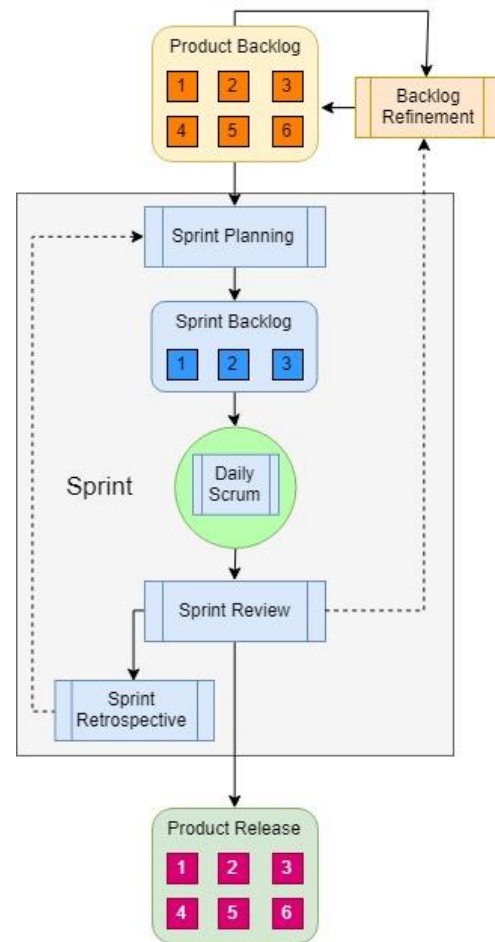 Product Backlog
1 2 3
4 5 6
Backlog
Refinement
Sprint Planning
Sprint Backlog
1 2 3
Sprint
Daily
Scrum
Sprint Review
Sprint
Retrospective
Product Release
1 2 3
4 5 6